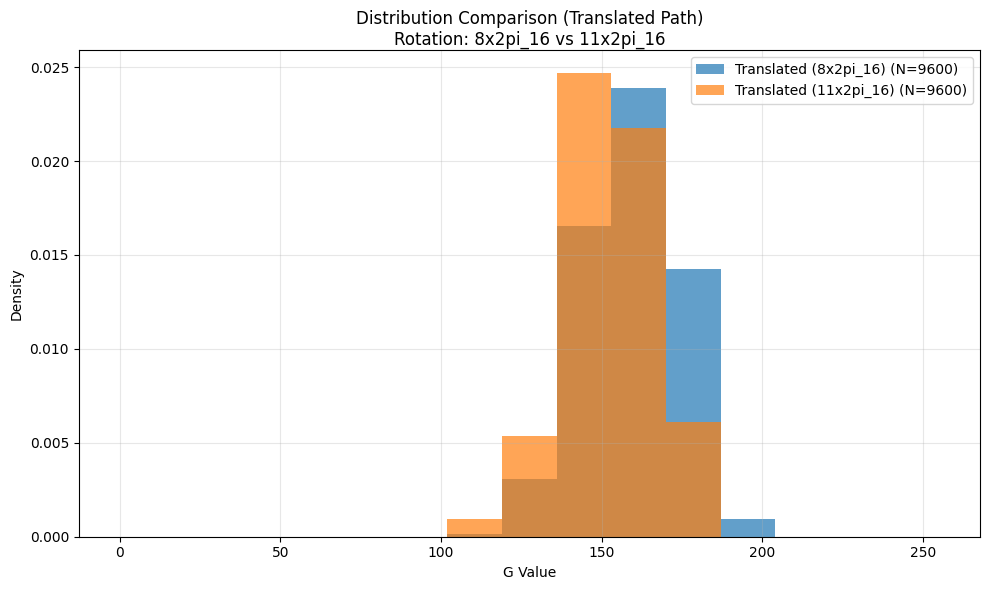 Distribution Comparison (Translated Path)
Rotation: 8x2pi_16 vs 11x2pi_16
Translated (8x2pi_16) (N=9600)
Translated (11x2pi_16) (N=9600)
Density
0.025
0.020
0.015
0.010
0.005
0.000
0 50 100 150 200 250
G Value